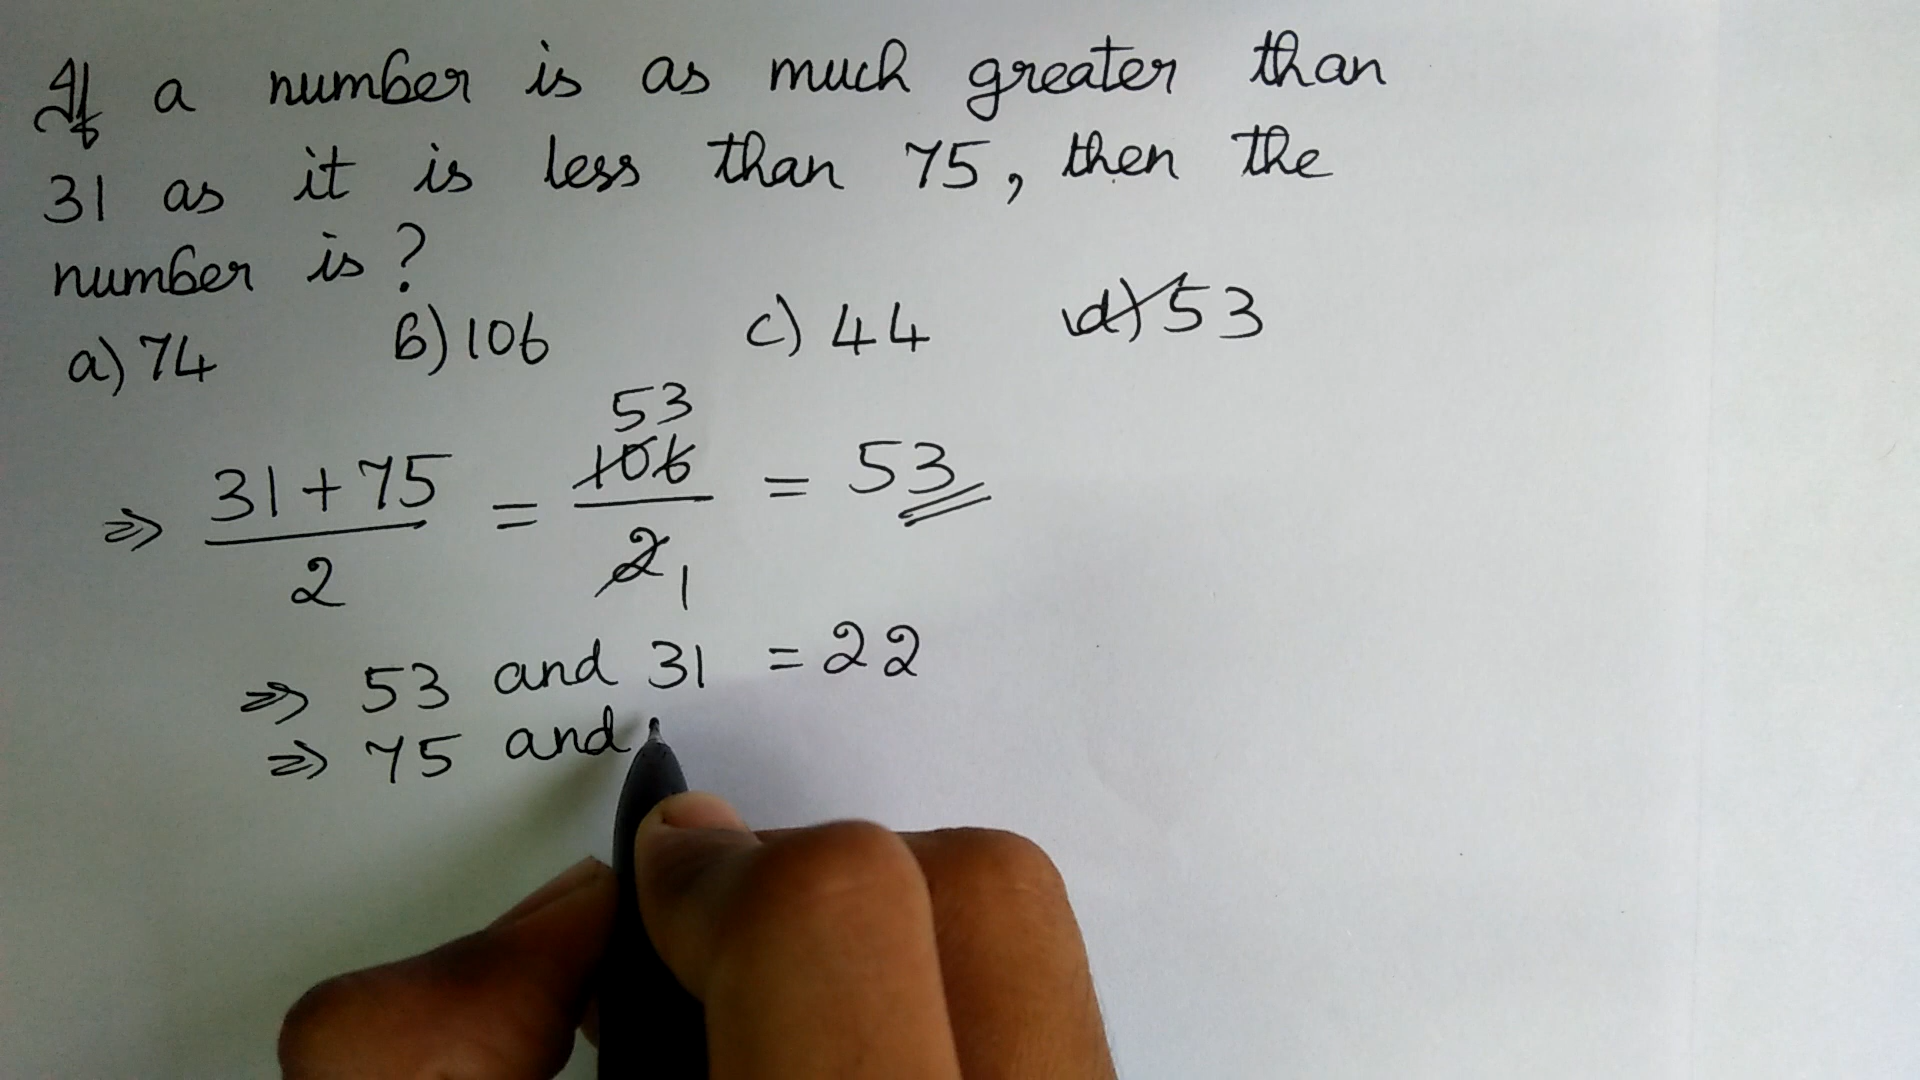 If a number is as much greater than
31 as it is less than 75, then the
number is?
a) 74 b) 106 c) 44 d) 53
53
⇒ 31+75 = 106 = 53
2 2 1
⇒ 53 and 31 = 22
⇒ 75 and